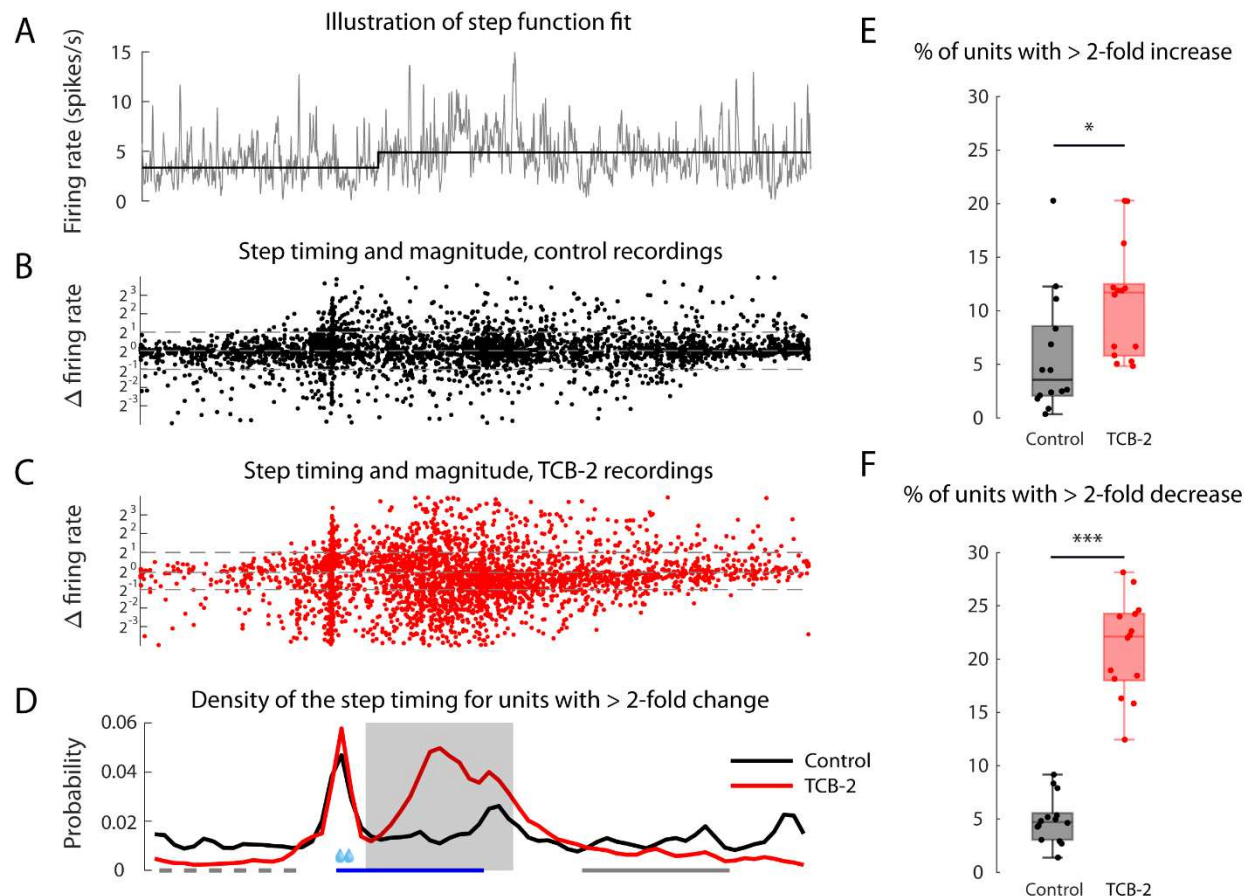 A
Illustration of step function fit
Firing rate (spikes/s)
15
10
5
0
B
Step timing and magnitude, control recordings
Δ firing rate
2^3
2^2
2^1
2^0
2^-1
2^-2
2^-3
C
Step timing and magnitude, TCB-2 recordings
Δ firing rate
2^3
2^2
2^1
2^0
2^-1
2^-2
2^-3
D
Density of the step timing for units with > 2-fold change
Probability
0.06
0.04
0.02
0
Control
TCB-2
E
% of units with > 2-fold increase
30
25
20
15
10
5
0
*
Control
TCB-2
F
% of units with > 2-fold decrease
30
25
20
15
10
5
0
***
Control
TCB-2